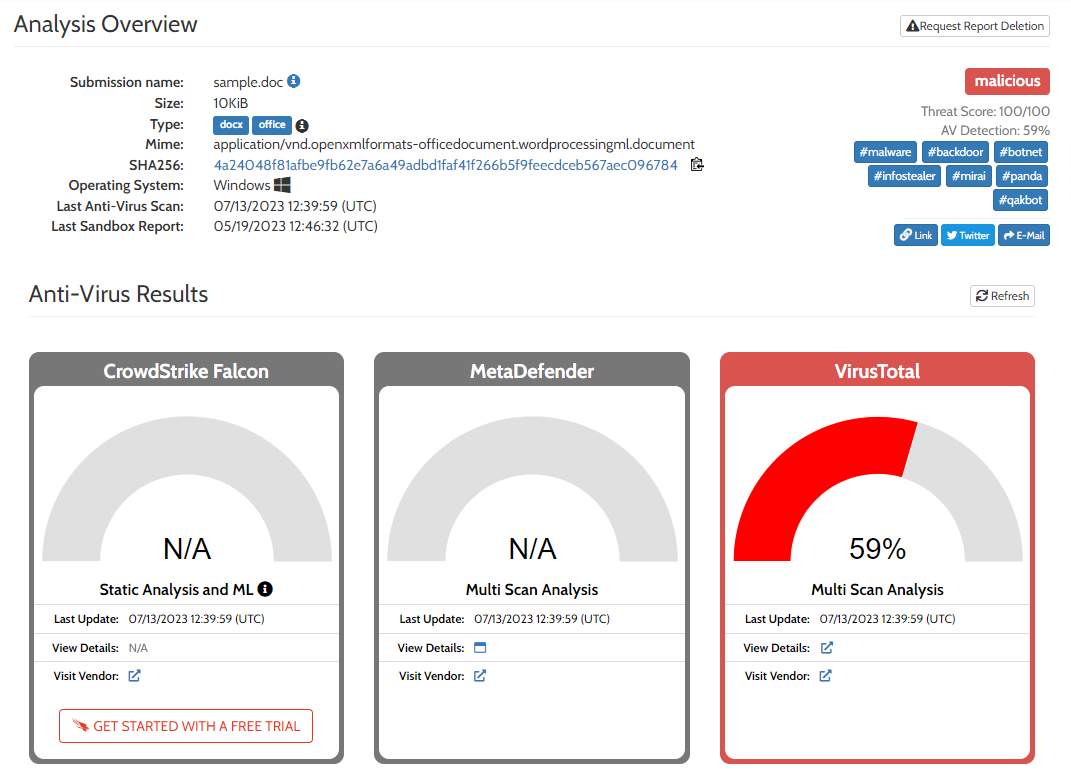 Analysis Overview
Request Report Deletion
Submission name: sample.doc
Size: 10KiB
Type: docx office
Mime: application/vnd.openxmlformats-officedocument.wordprocessingml.document
SHA256: 4a24048f81afbe9fb62e7a6a49adbd1faf41f266b5f9feecdceb567aec096784
Operating System: Windows
Last Anti-Virus Scan: 07/13/2023 12:39:59 (UTC)
Last Sandbox Report: 05/19/2023 12:46:32 (UTC)
malicious
Threat Score: 100/100
AV Detection: 59%
#malware #backdoor #botnet
#infostealer #mirai #panda
#qakbot
Link Twitter E-Mail
Anti-Virus Results
Refresh
CrowdStrike Falcon
N/A
Static Analysis and ML
Last Update: 07/13/2023 12:39:59 (UTC)
View Details: N/A
Visit Vendor:
GET STARTED WITH A FREE TRIAL
MetaDefender
N/A
Multi Scan Analysis
Last Update: 07/13/2023 12:39:59 (UTC)
View Details:
Visit Vendor:
VirusTotal
59%
Multi Scan Analysis
Last Update: 07/13/2023 12:39:59 (UTC)
View Details:
Visit Vendor: